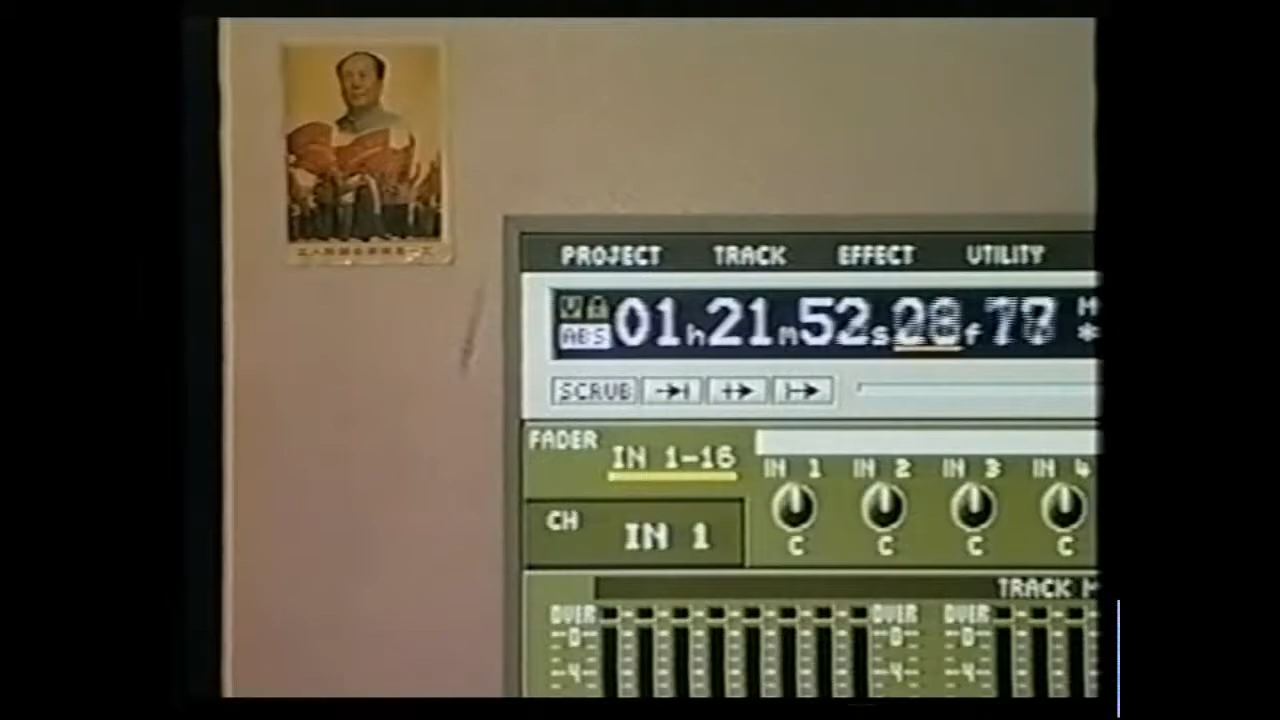 PROJECT TRACK EFFECT UTILITY
ABS 01h21m52s28f77
SCRUB
FADER
IN 1-16
IN 1 IN 2 IN 3 IN 4
CH IN 1
C C C C
TRACK M
OVER OVER OVER
0 0 0
4 4 4